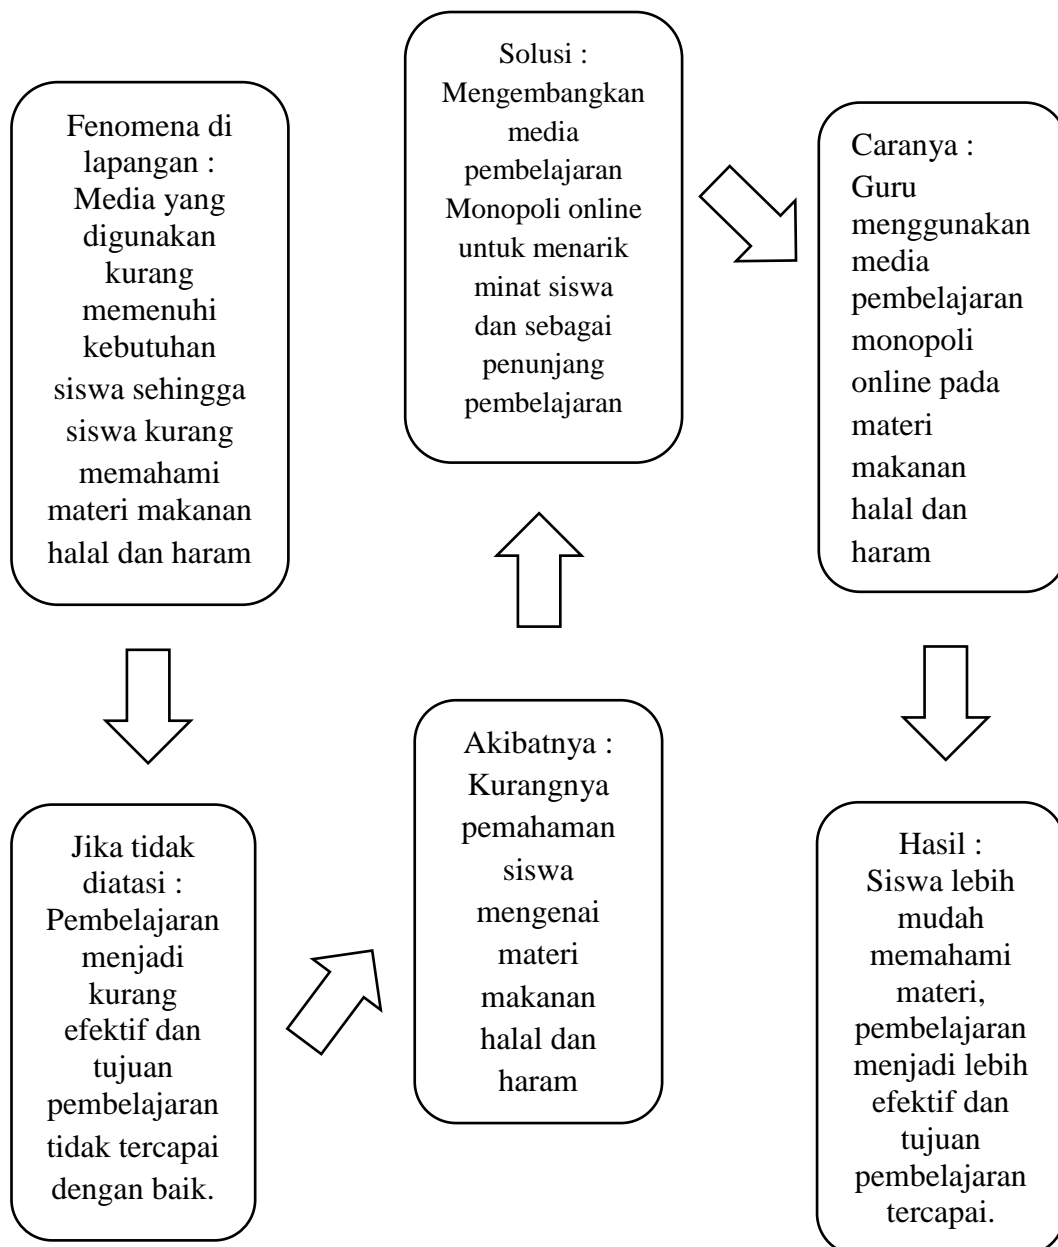 Fenomena di
lapangan :
Media yang
digunakan
kurang
memenuhi
kebutuhan
siswa sehingga
siswa kurang
memahami
materi makanan
halal dan haram
Jika tidak
diatasi :
Pembelajaran
menjadi
kurang
efektif dan
tujuan
pembelajaran
tidak tercapai
dengan baik.
Akibatnya :
Kurangnya
pemahaman
siswa
mengenai
materi
makanan
halal dan
haram
Solusi :
Mengembangkan
media
pembelajaran
Monopoli online
untuk menarik
minat siswa
dan sebagai
penunjang
pembelajaran
Caranya :
Guru
menggunakan
media
pembelajaran
monopoli
online pada
materi
makanan
halal dan
haram
Hasil :
Siswa lebih
mudah
memahami
materi,
pembelajaran
menjadi lebih
efektif dan
tujuan
pembelajaran
tercapai.